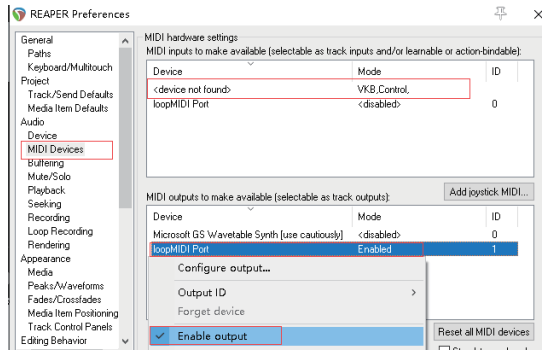 REAPER Preferences
General
Paths
Keyboard/Multitouch
Project
Track/Send Defaults
Media Item Defaults
Audio
Device
MIDI Devices
Buffering
Mute/Solo
Playback
Seeking
Recording
Loop Recording
Rendering
Appearance
Media
Peaks/Waveforms
Fades/Crossfades
Media Item Positioning
Track Control Panels
Editing Behavior
MIDI hardware settings
MIDI inputs to make available (selectable as track inputs and/or learnable or action-bindable):
Device Mode ID
<device not found> VKB,Control,
loopMIDI Port <disabled> 0
Add joystick MIDI...
MIDI outputs to make available (selectable as track outputs):
Device Mode ID
Microsoft GS Wavetable Synth [use cautiously] <disabled> 0
loopMIDI Port Enabled 1
Configure output...
Output ID
Forget device
Enable output
Reset all MIDI devices